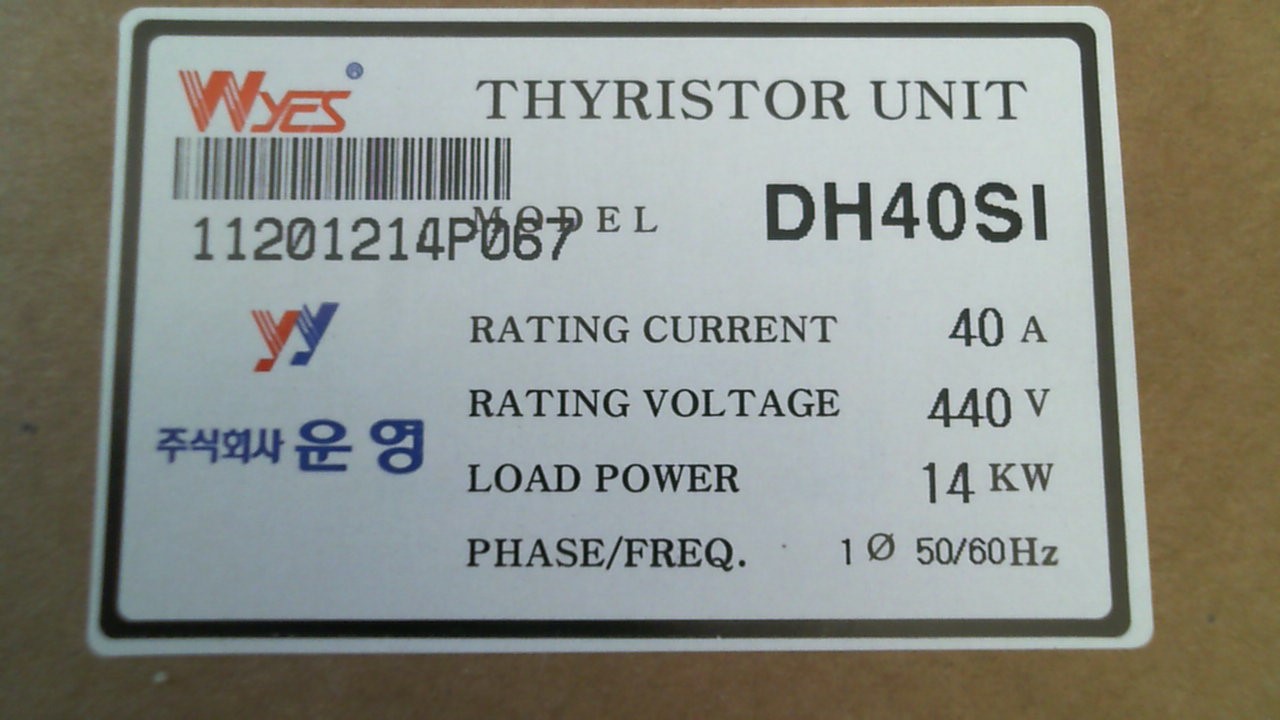 WYES ®
THYRISTOR UNIT
11201214P067
MODEL DH40SI
yy
주식회사 운영
RATING CURRENT 40 A
RATING VOLTAGE 440 V
LOAD POWER 14 KW
PHASE/FREQ. 1 Ø 50/60Hz